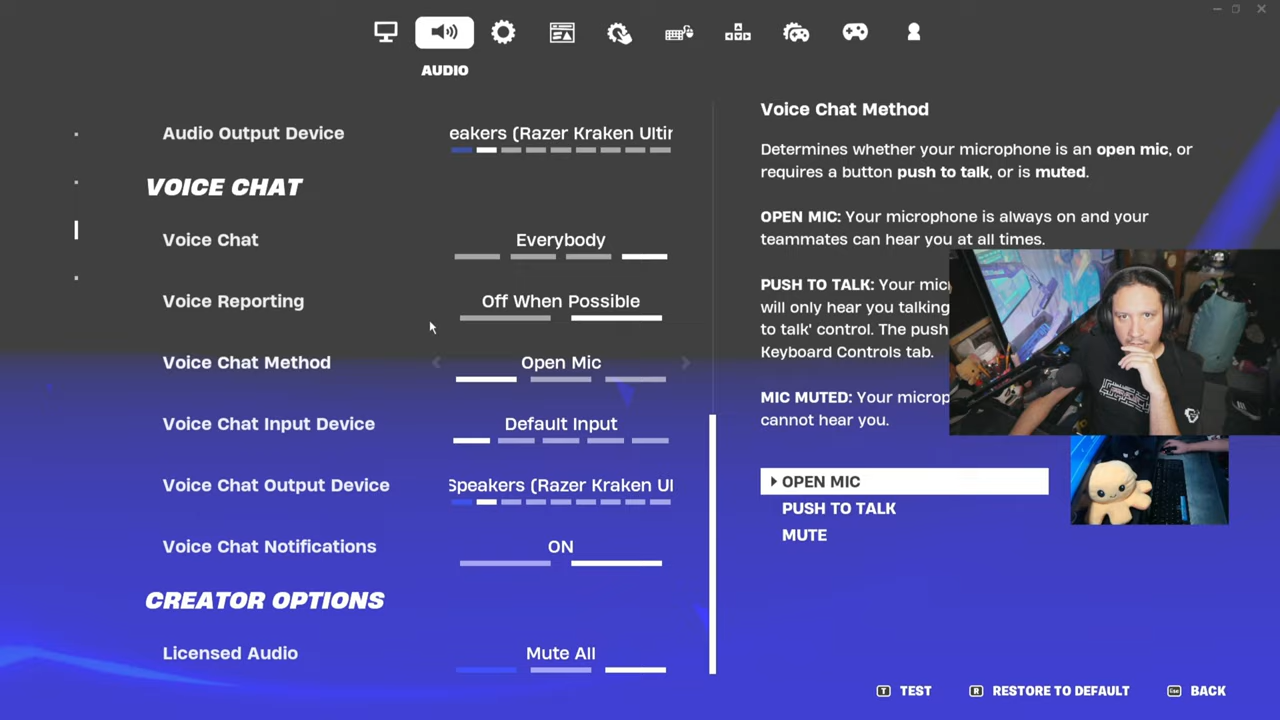 AUDIO
Audio Output Device
eakers (Razer Kraken Ultir
VOICE CHAT
Voice Chat
Everybody
Voice Reporting
Off When Possible
Voice Chat Method
Open Mic
Voice Chat Input Device
Default Input
Voice Chat Output Device
Speakers (Razer Kraken Ul
Voice Chat Notifications
ON
CREATOR OPTIONS
Licensed Audio
Mute All
Voice Chat Method
Determines whether your microphone is an open mic, or
requires a button push to talk, or is muted.
OPEN MIC: Your microphone is always on and your
teammates can hear you at all times.
PUSH TO TALK: Your mic
will only hear you talking
to talk' control. The push
Keyboard Controls tab.
MIC MUTED: Your microp
cannot hear you.
OPEN MIC
PUSH TO TALK
MUTE
T TEST
R RESTORE TO DEFAULT
Esc BACK